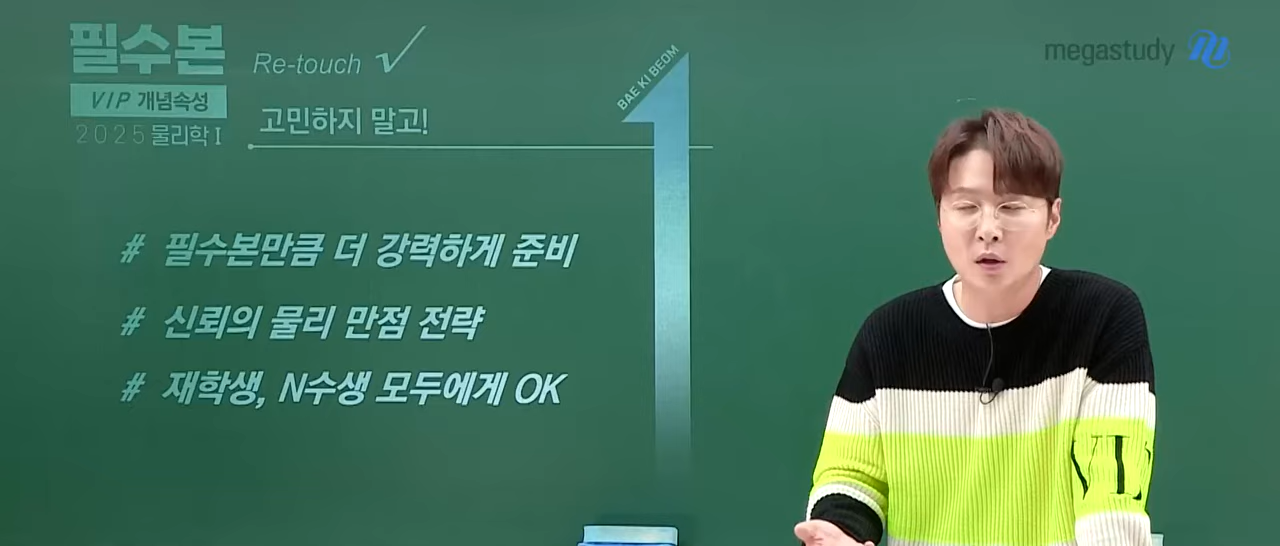 필수본
Re-touch
VIP 개념속성
2025 물리학 I
고민하지 말고!
BAE KI BEOM
1
megastudy
# 필수본만큼 더 강력하게 준비
# 신뢰의 물리 만점 전략
# 재학생, N수생 모두에게 OK